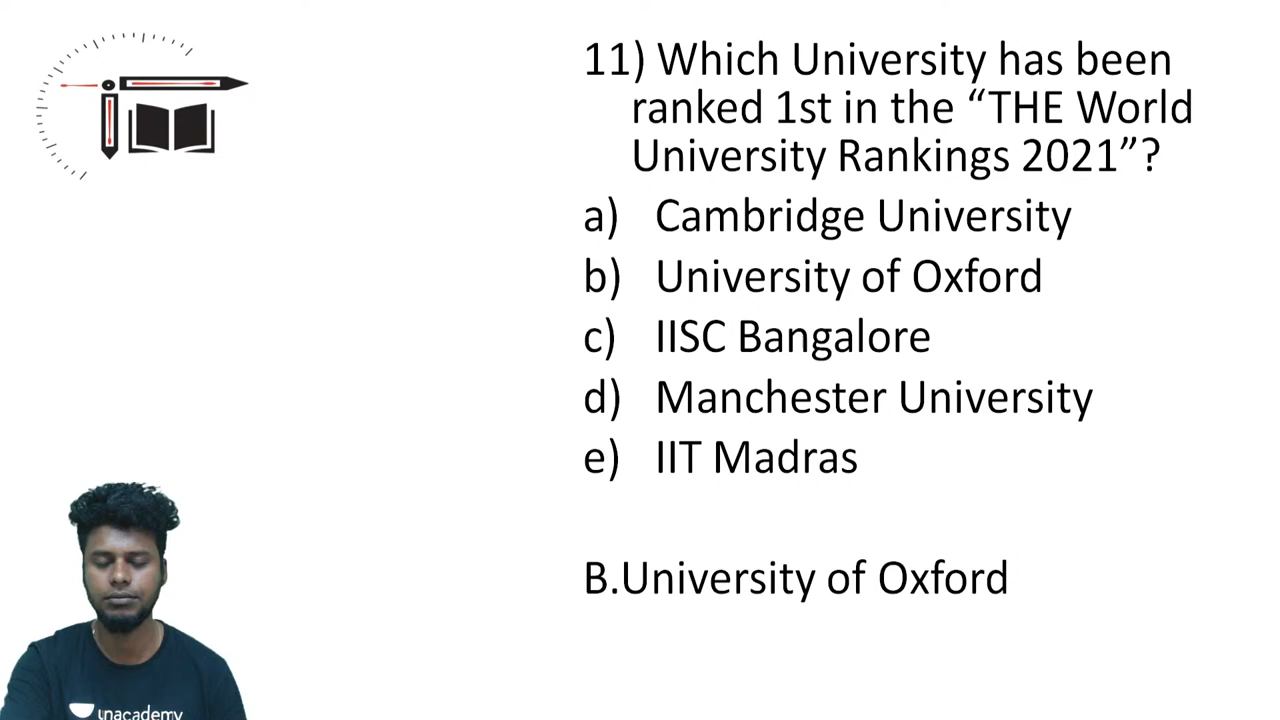 11) Which University has been
ranked 1st in the “THE World
University Rankings 2021”?
a) Cambridge University
b) University of Oxford
c) IISC Bangalore
d) Manchester University
e) IIT Madras
B.University of Oxford
unacademy